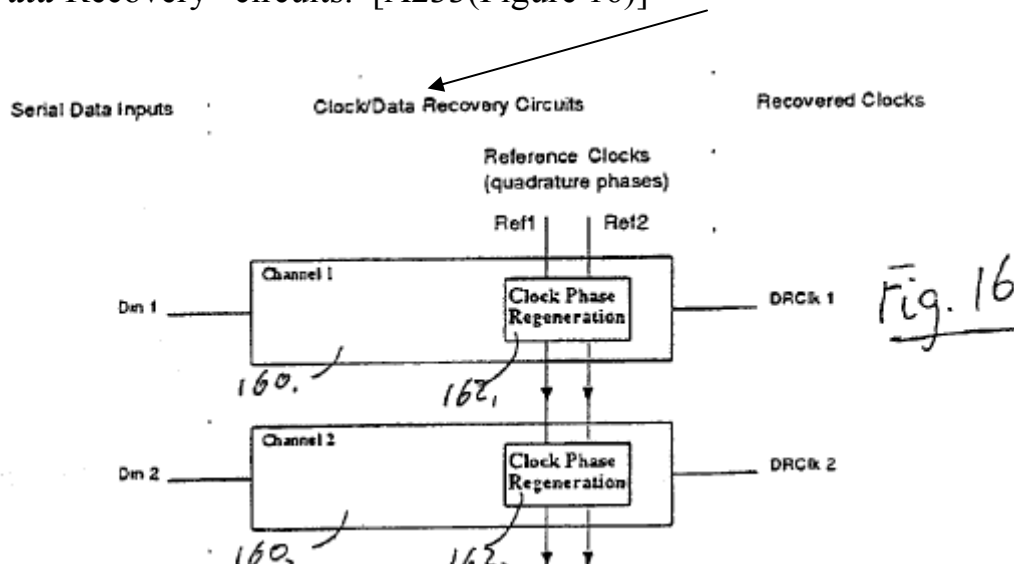 ata Recovery" circuits. [A233(Figure 16)]
Serial Data Inputs
Clock/Data Recovery Circuits
Recovered Clocks
Reference Clocks
(quadrature phases)
Ref1
Ref2
Channel 1
Din 1
Clock Phase
Regeneration
DRClk 1
Fig. 16
160,
162,
Channel 2
Din 2
Clock Phase
Regeneration
DRClk 2